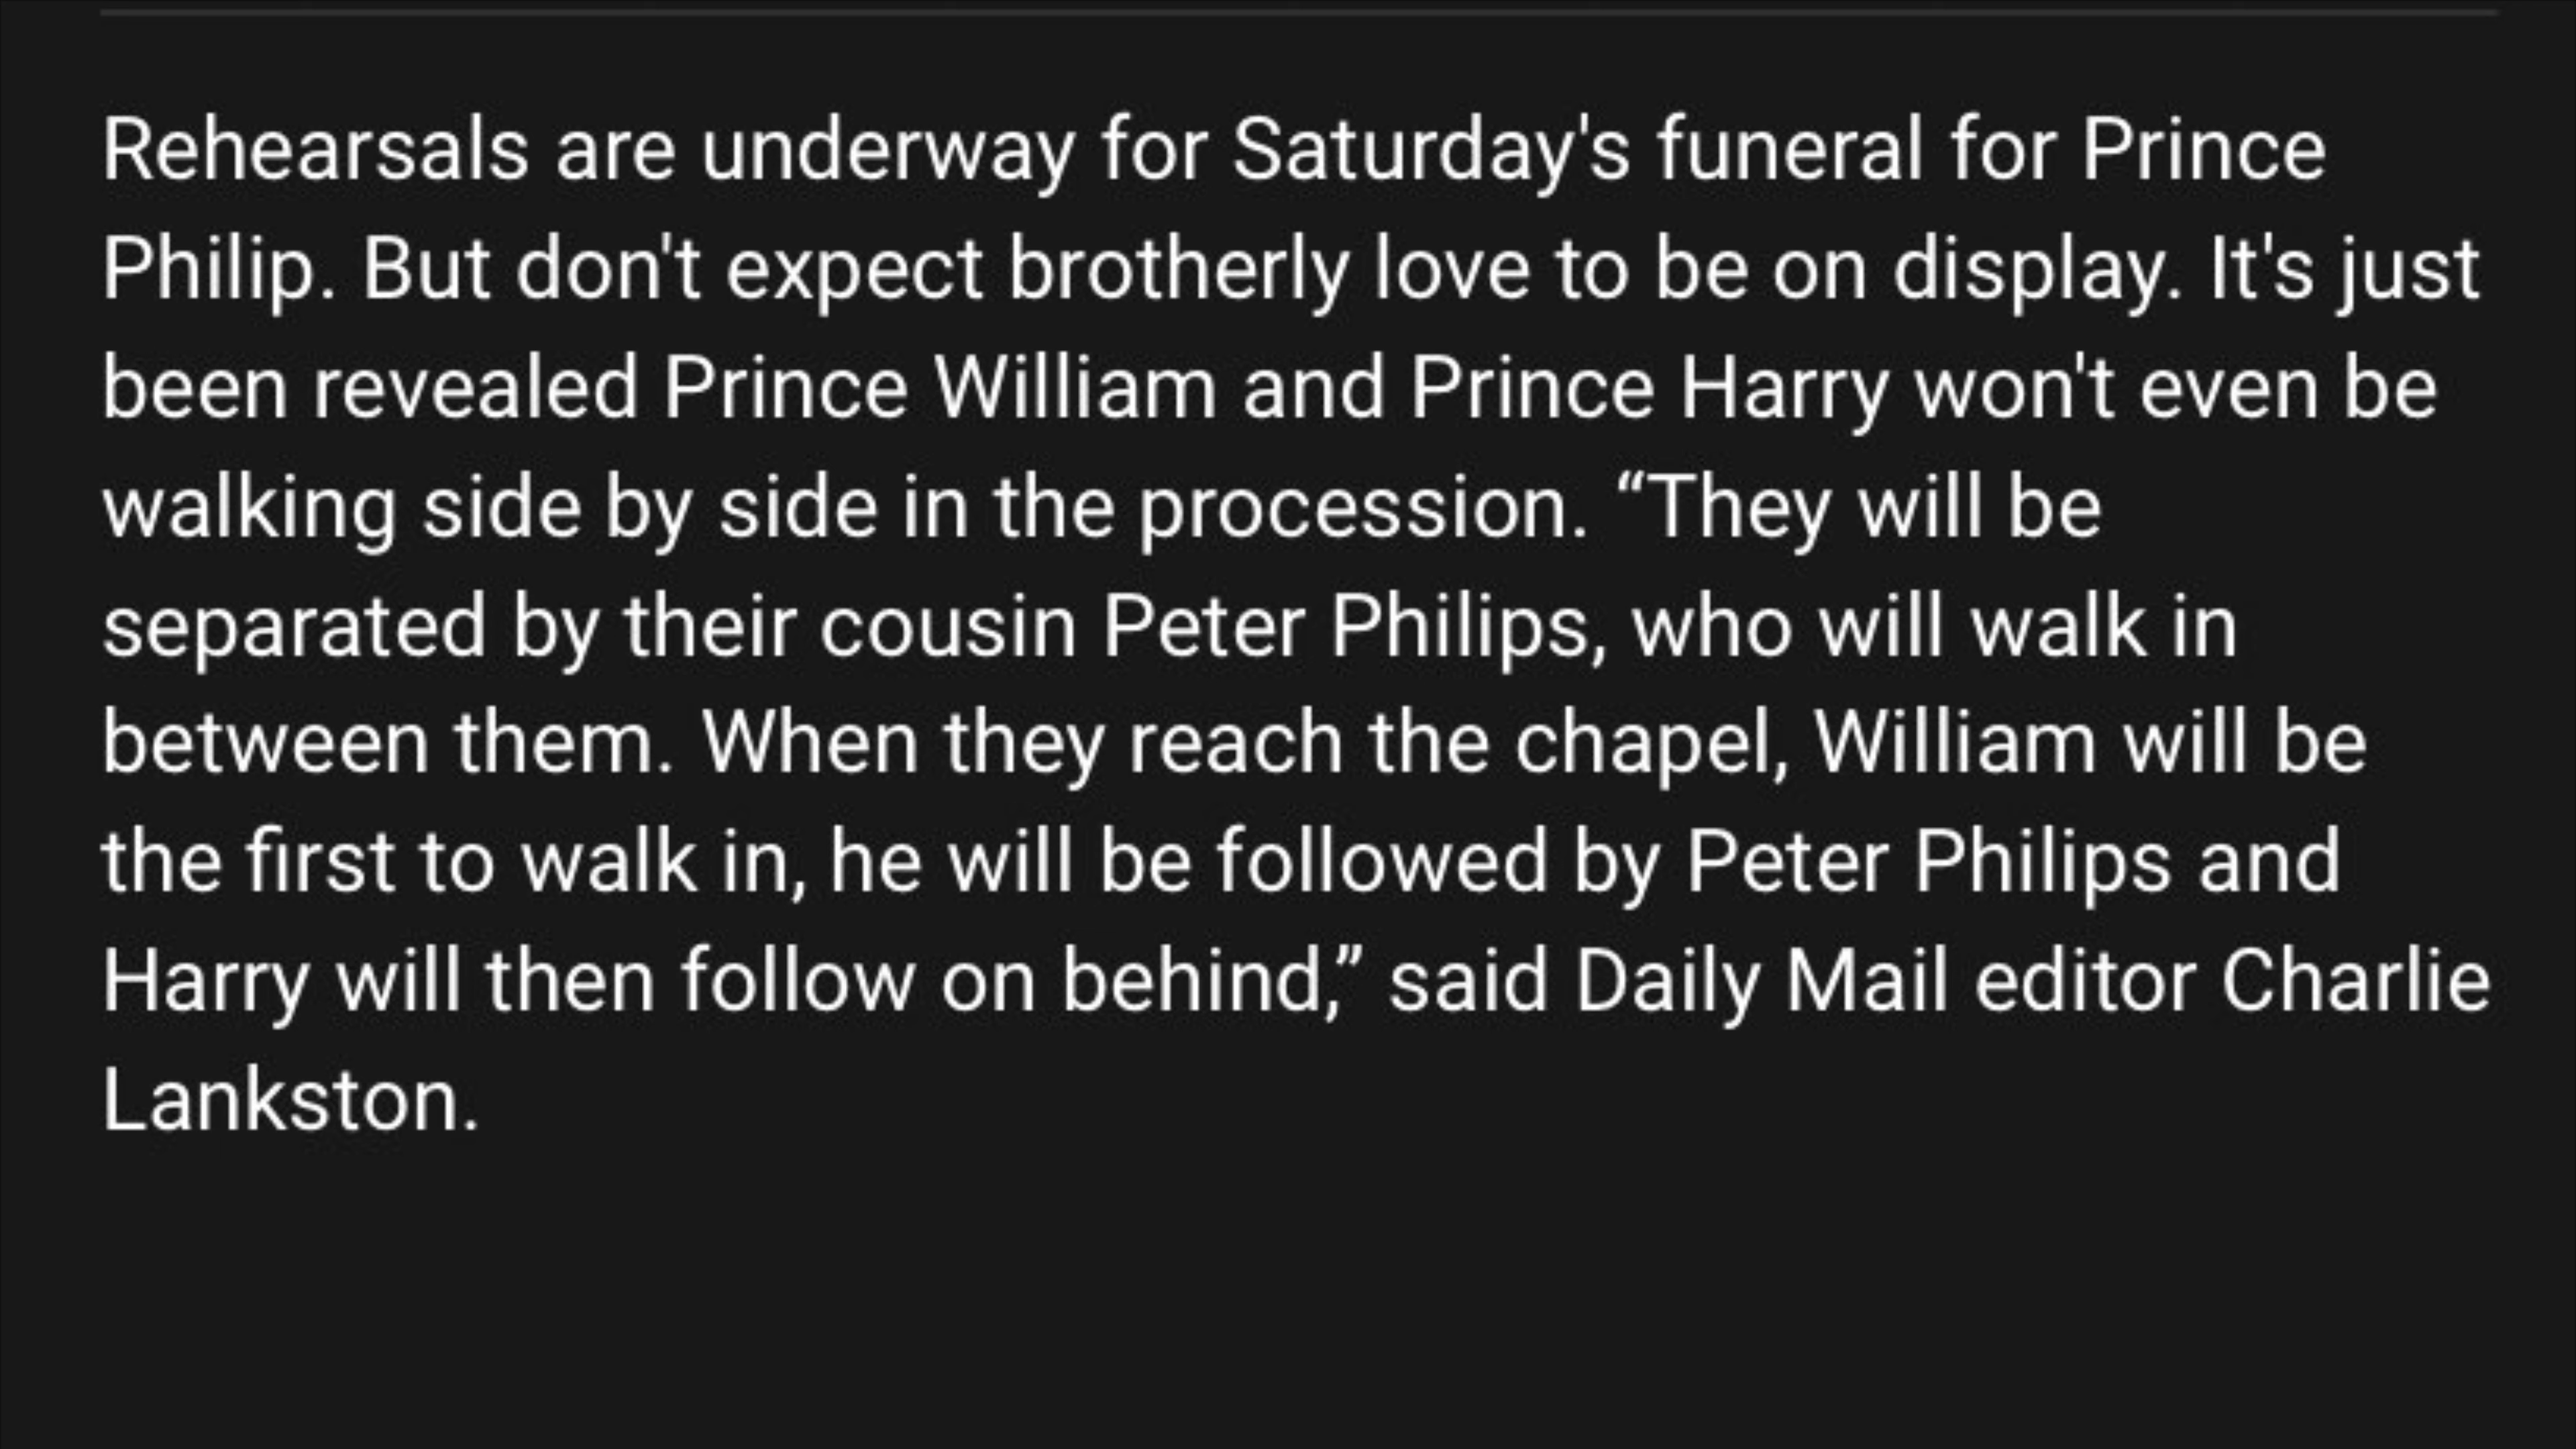 Rehearsals are underway for Saturday's funeral for Prince
Philip. But don't expect brotherly love to be on display. It's just
been revealed Prince William and Prince Harry won't even be
walking side by side in the procession. “They will be
separated by their cousin Peter Philips, who will walk in
between them. When they reach the chapel, William will be
the first to walk in, he will be followed by Peter Philips and
Harry will then follow on behind,” said Daily Mail editor Charlie
Lankston.